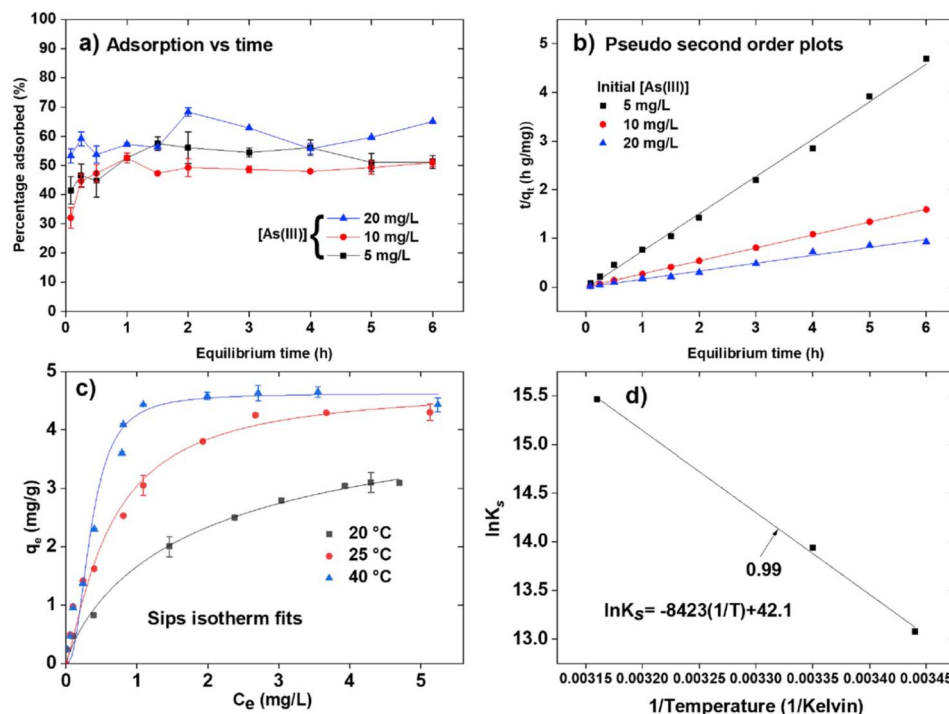 a) Adsorption vs time
Percentage adsorbed (%)
100
90
80
70
60
50
40
30
20
10
0
[As(III)] {
20 mg/L
10 mg/L
5 mg/L
0 1 2 3 4 5 6
Equilibrium time (h)
b) Pseudo second order plots
t/qt (h g/mg))
5
4
3
2
1
0
Initial [As(III)]
5 mg/L
10 mg/L
20 mg/L
0 1 2 3 4 5 6
Equilibrium time (h)
c)
qe (mg/g)
5
4
3
2
1
0
20 °C
25 °C
40 °C
Sips isotherm fits
0 1 2 3 4 5
Ce (mg/L)
d)
lnKs
15.5
15.0
14.5
14.0
13.5
13.0
0.99
lnKs= -8423(1/T)+42.1
0.00315 0.00320 0.00325 0.00330 0.00335 0.00340 0.00345
1/Temperature (1/Kelvin)